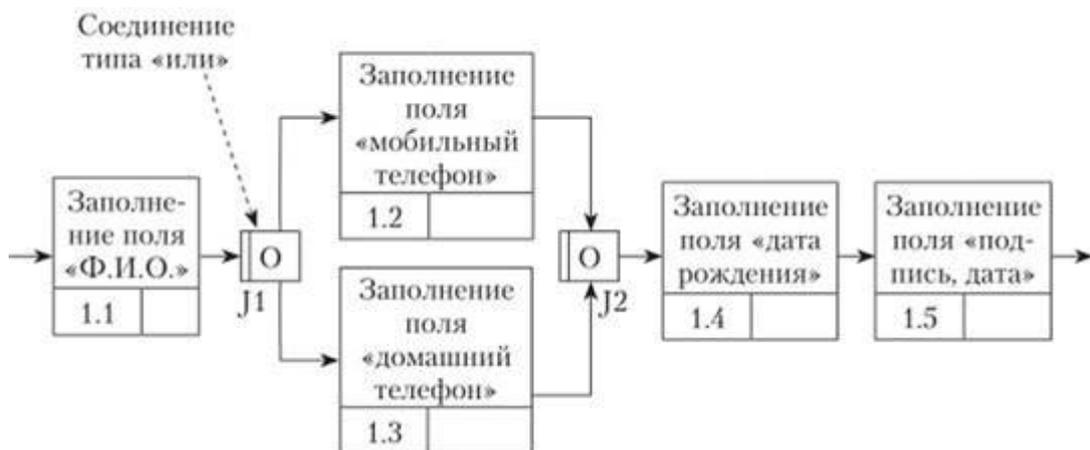 Соединение
типа «или»
Заполне-
ние поля
«Ф.И.О.»
1.1
O
J1
Заполнение
поля
«мобильный
телефон»
1.2
Заполнение
поля
«домашний
телефон»
1.3
O
J2
Заполнение
поля «дата
рождения»
1.4
Заполнение
поля «под-
пись, дата»
1.5